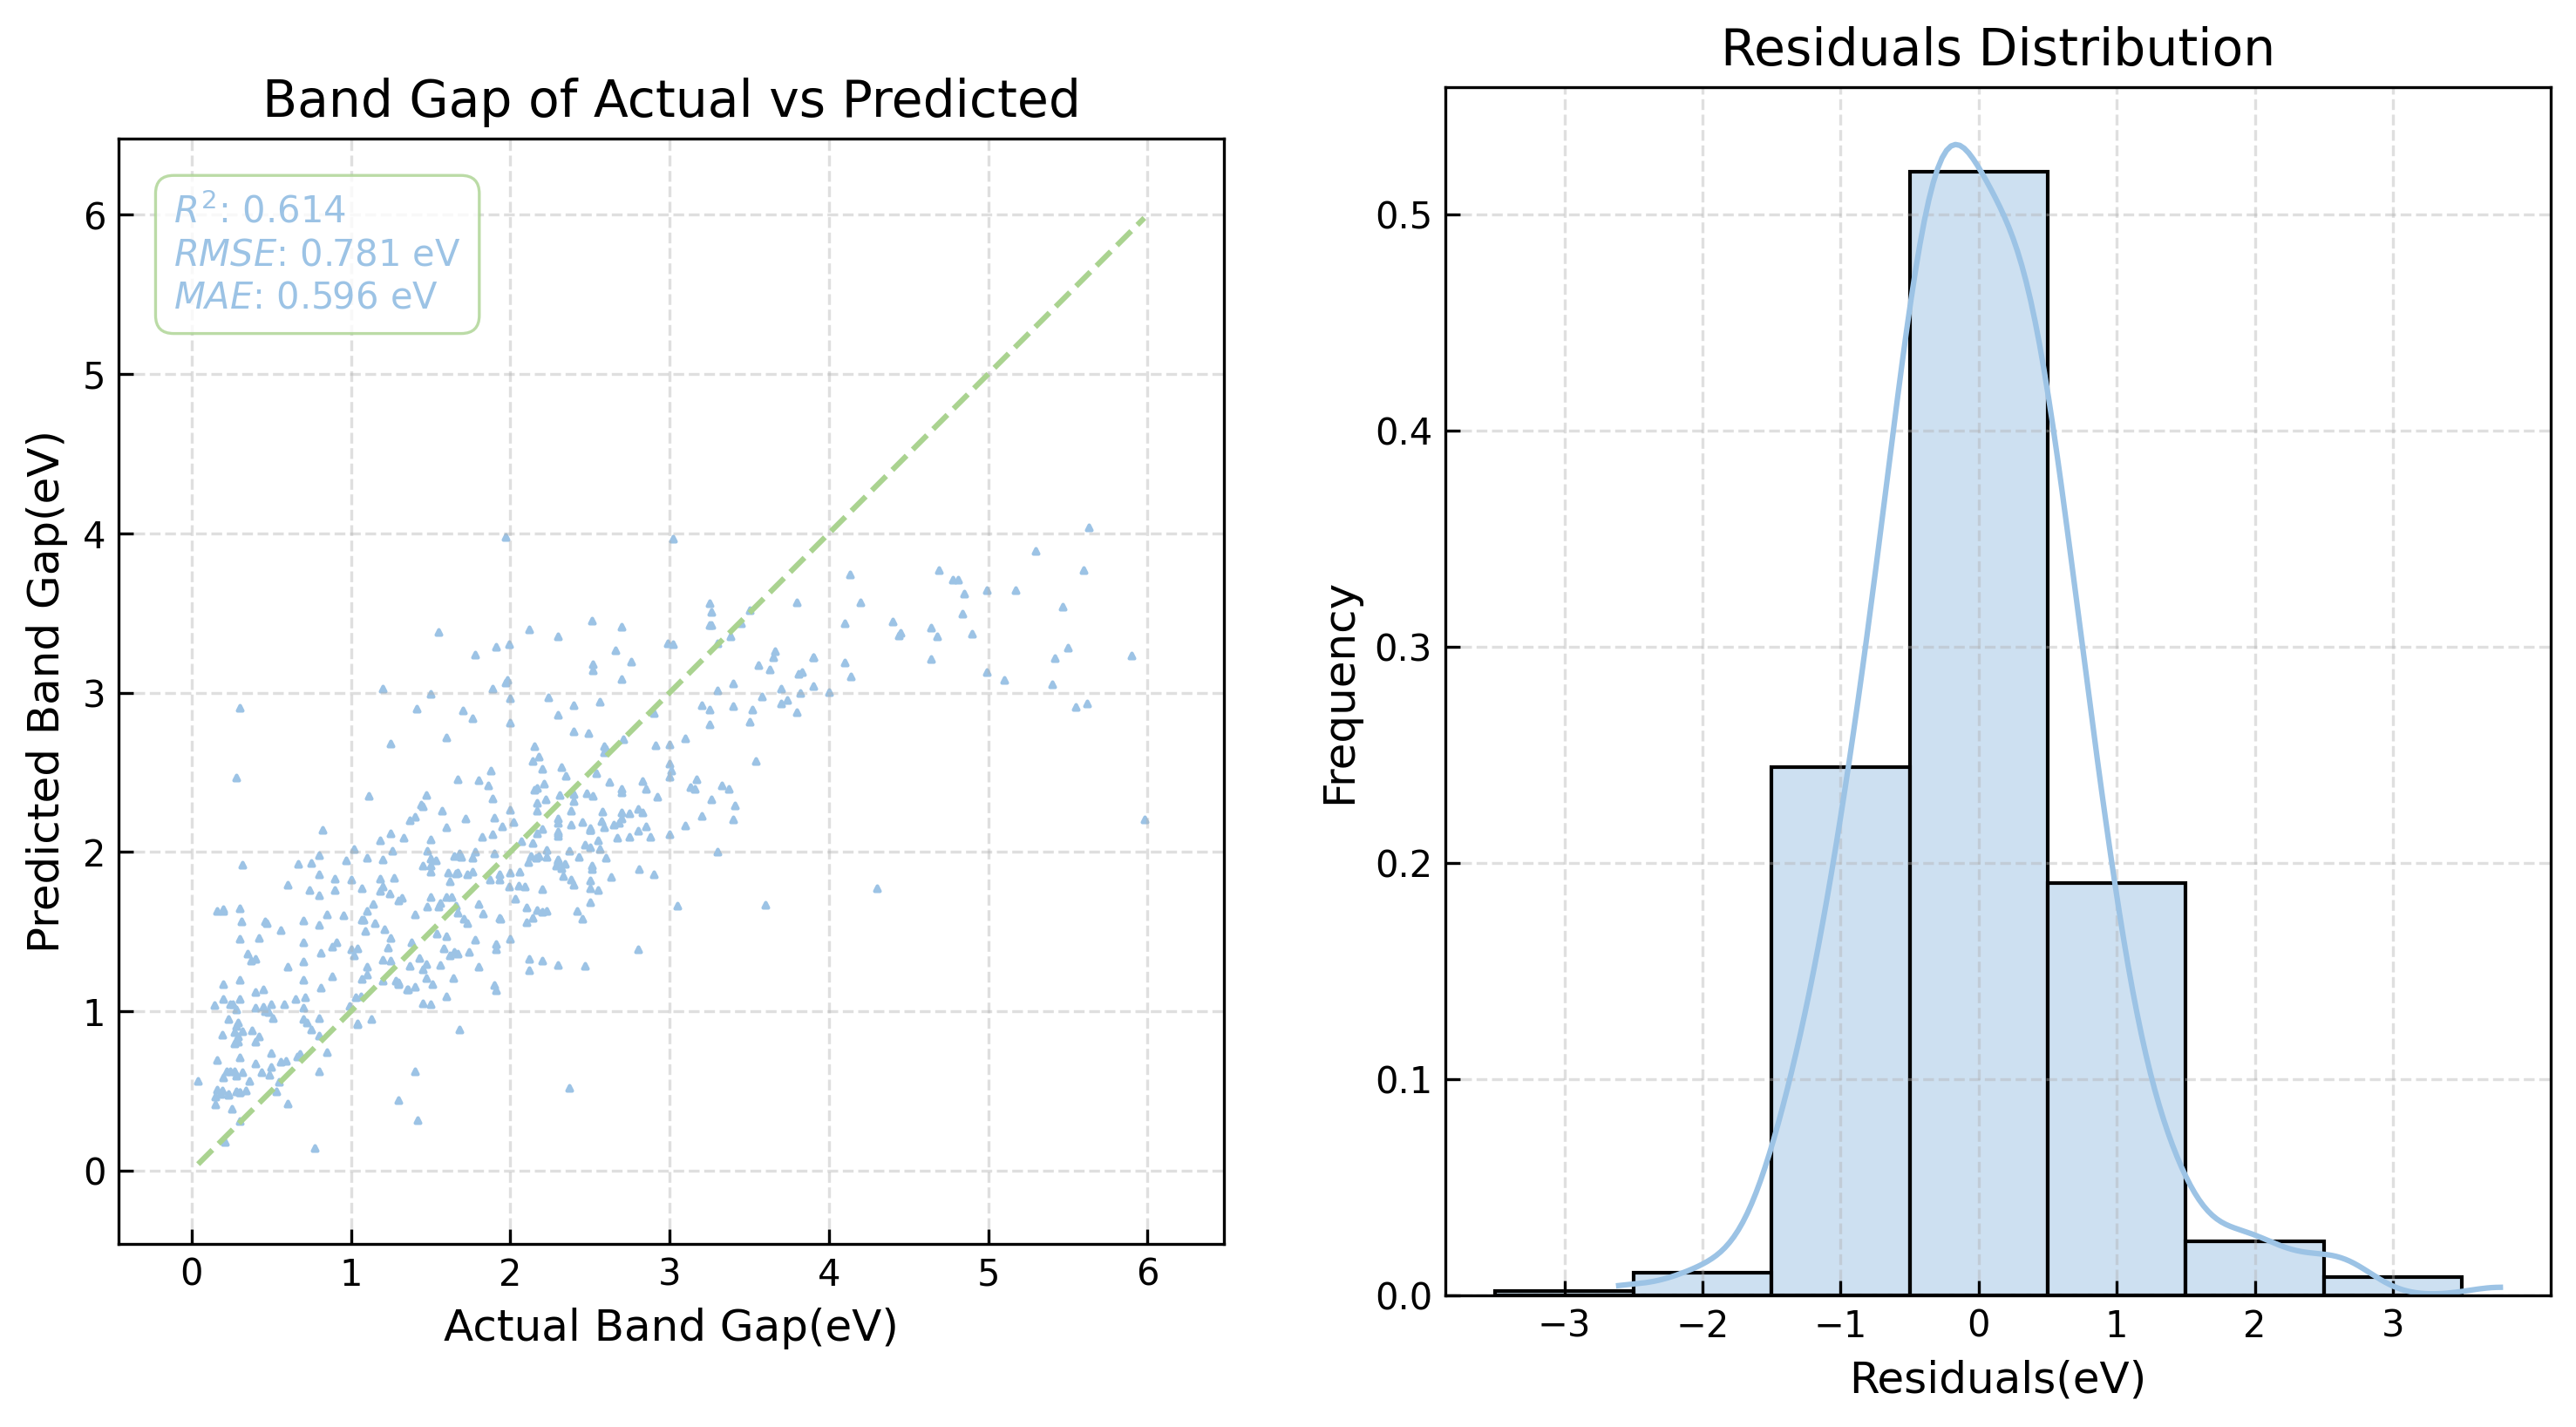 Band Gap of Actual vs Predicted
R²: 0.614
RMSE: 0.781 eV
MAE: 0.596 eV
6
5
4
3
2
1
0
0 1 2 3 4 5 6
Predicted Band Gap(eV)
Actual Band Gap(eV)
Residuals Distribution
0.5
0.4
0.3
0.2
0.1
0.0
−3 −2 −1 0 1 2 3
Frequency
Residuals(eV)